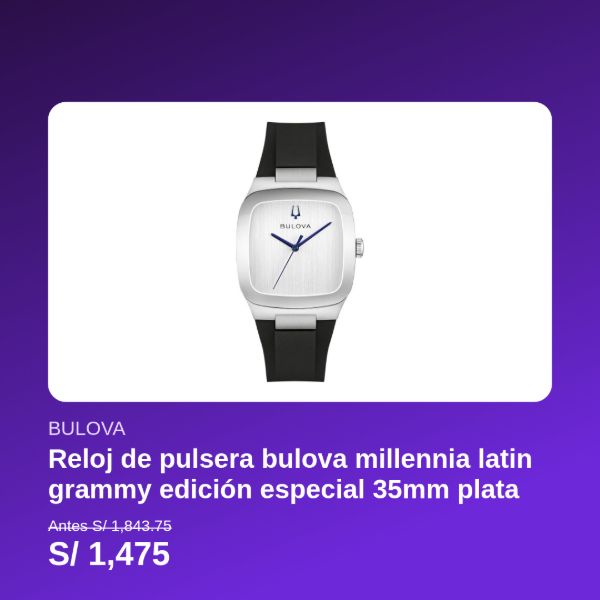 BULOVA
BULOVA
Reloj de pulsera bulova millennia latin
grammy edición especial 35mm plata
Antes S/ 1,843.75
S/ 1,475